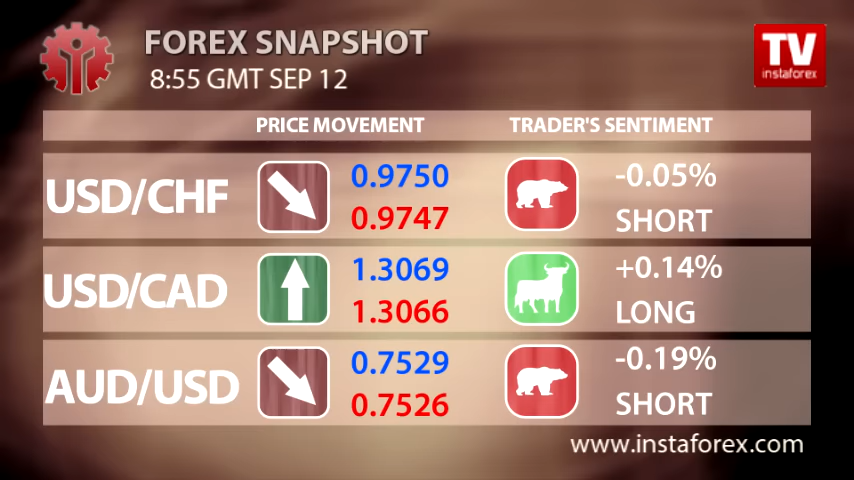 FOREX SNAPSHOT
8:55 GMT SEP 12
TV
instaforex
PRICE MOVEMENT TRADER'S SENTIMENT
USD/CHF
0.9750
0.9747
-0.05%
SHORT
USD/CAD
1.3069
1.3066
+0.14%
LONG
AUD/USD
0.7529
0.7526
-0.19%
SHORT
www.instaforex.com